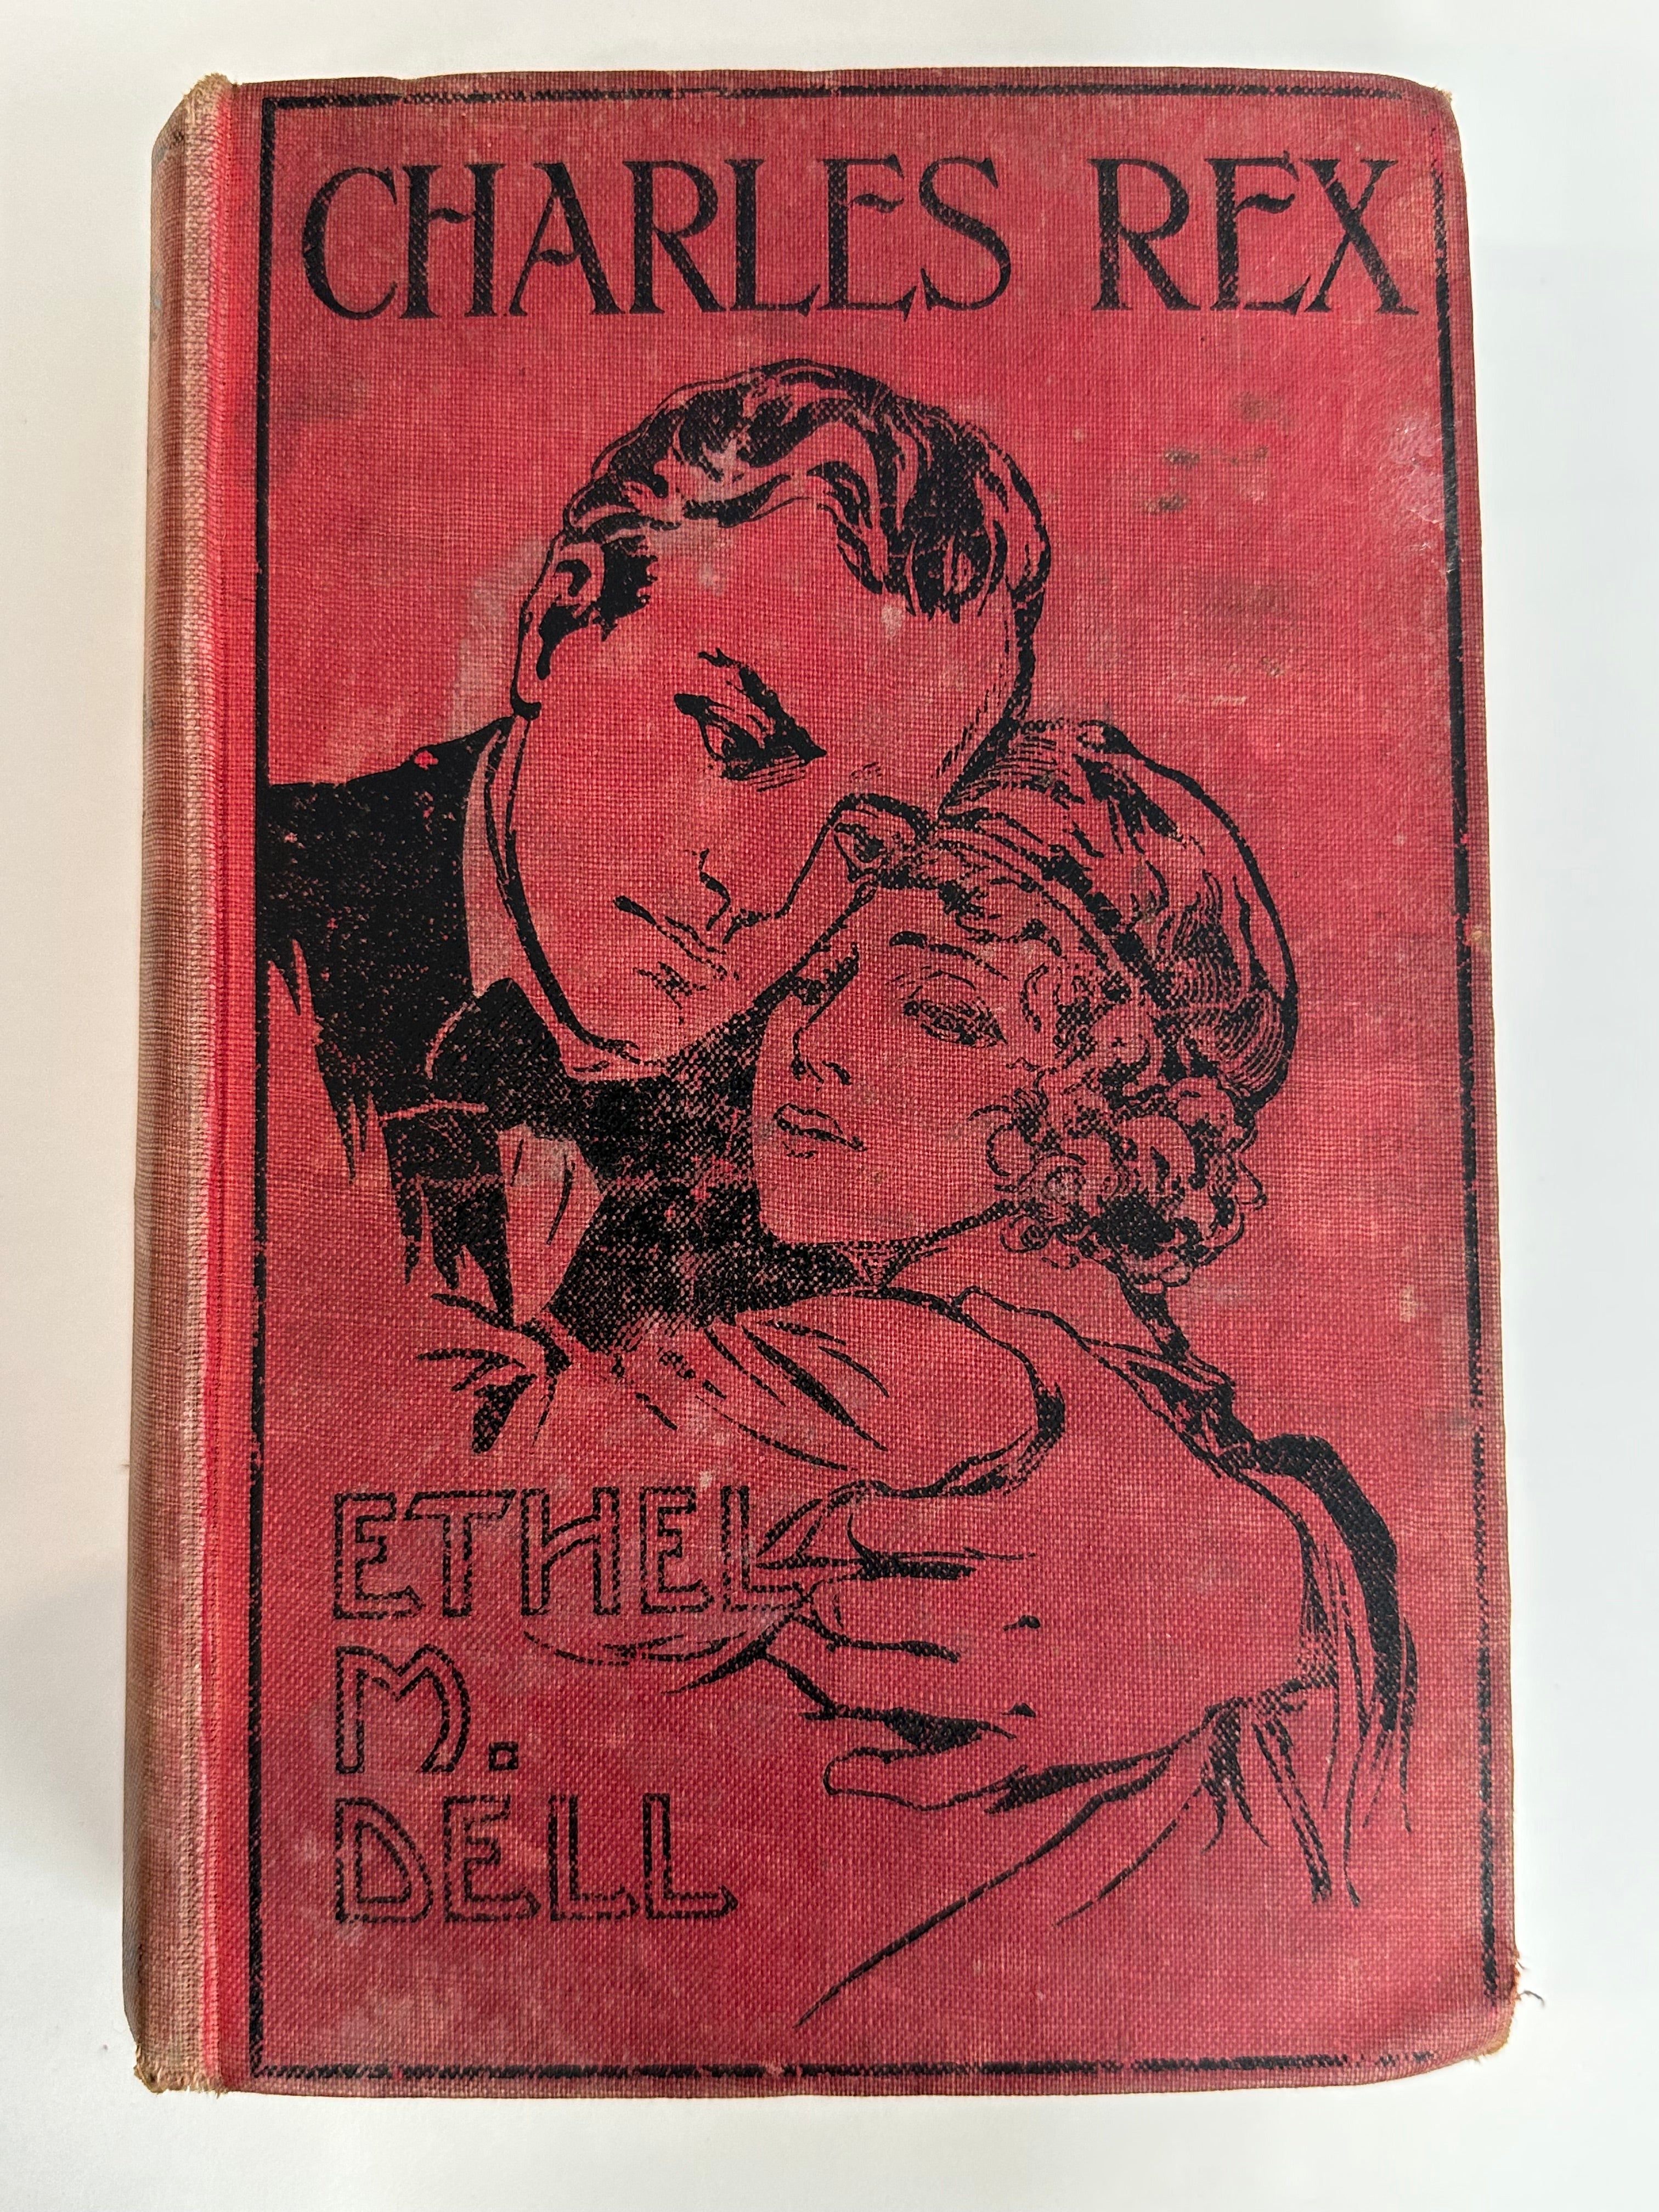 CHARLES REX
ETHEL
M.
DELL